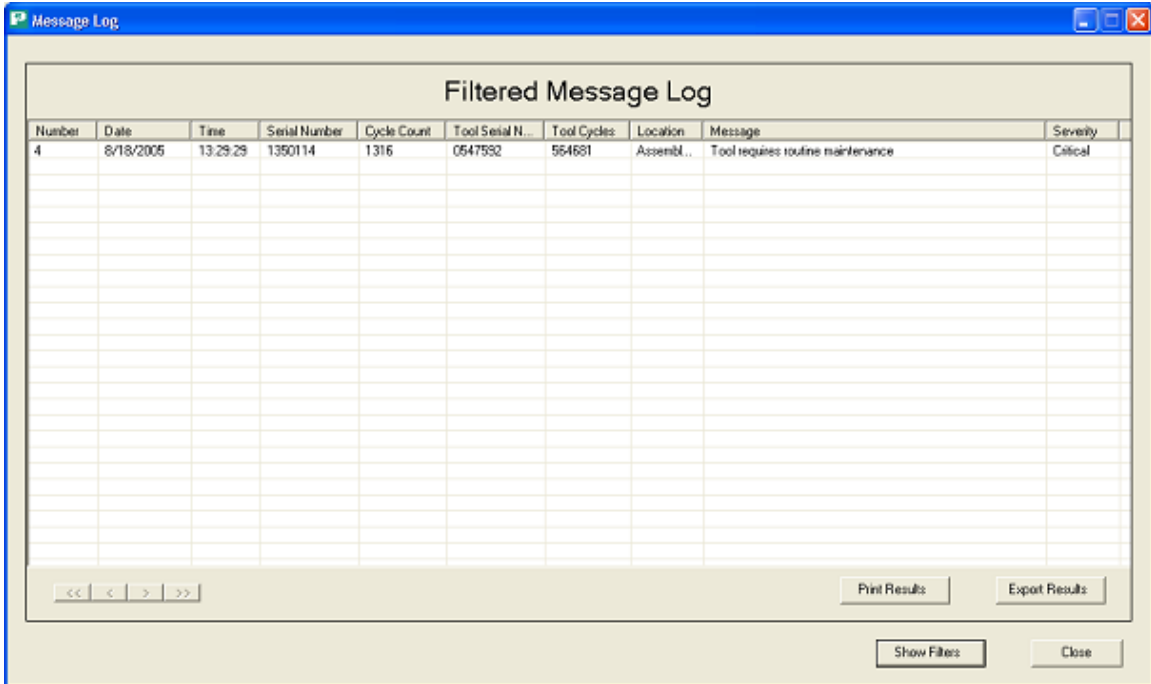 Message Log
Filtered Message Log
Number Date Time Serial Number Cycle Count Tool Serial N... Tool Cycles Location Message Severity
4 8/18/2005 13:29:29 1350114 1316 0547592 564681 Assembl... Tool requires routine maintenance Critical
<< < > >> Print Results Export Results
Show Filters Close